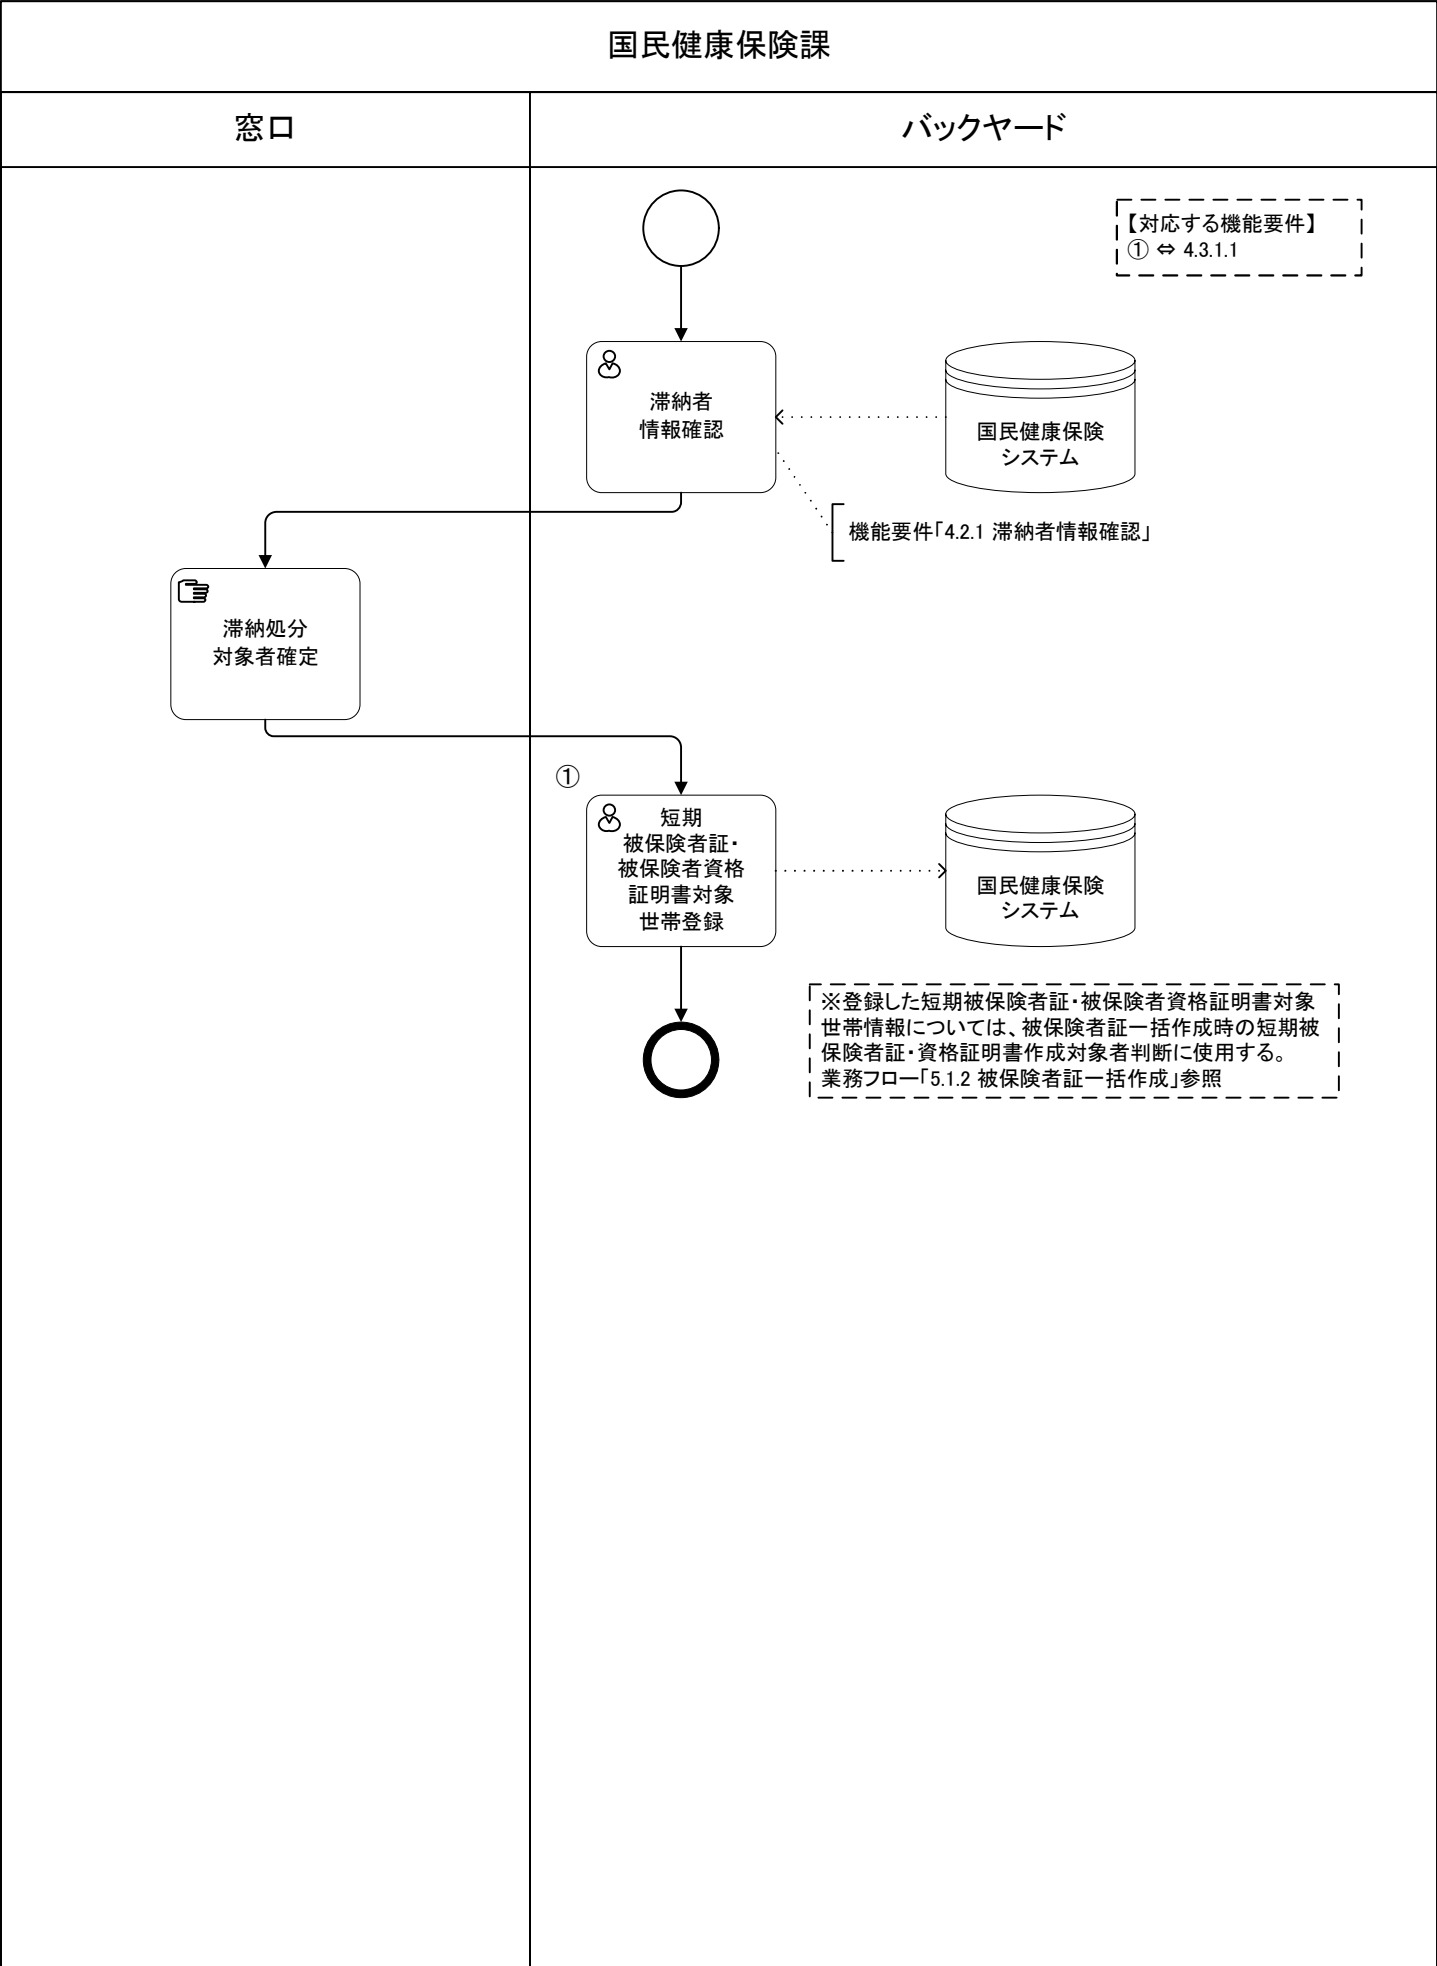 国民健康保険課
窓口
バックヤード
【対応する機能要件】
① ⇔ 4.3.1.1
滞納者
情報確認
国民健康保険
システム
機能要件「4.2.1 滞納者情報確認」
滞納処分
対象者確定
①
短期
被保険者証・
被保険者資格
証明書対象
世帯登録
国民健康保険
システム
※登録した短期被保険者証・被保険者資格証明書対象
世帯情報については、被保険者証一括作成時の短期被
保険者証・資格証明書作成対象者判断に使用する。
業務フロー「5.1.2 被保険者証一括作成」参照